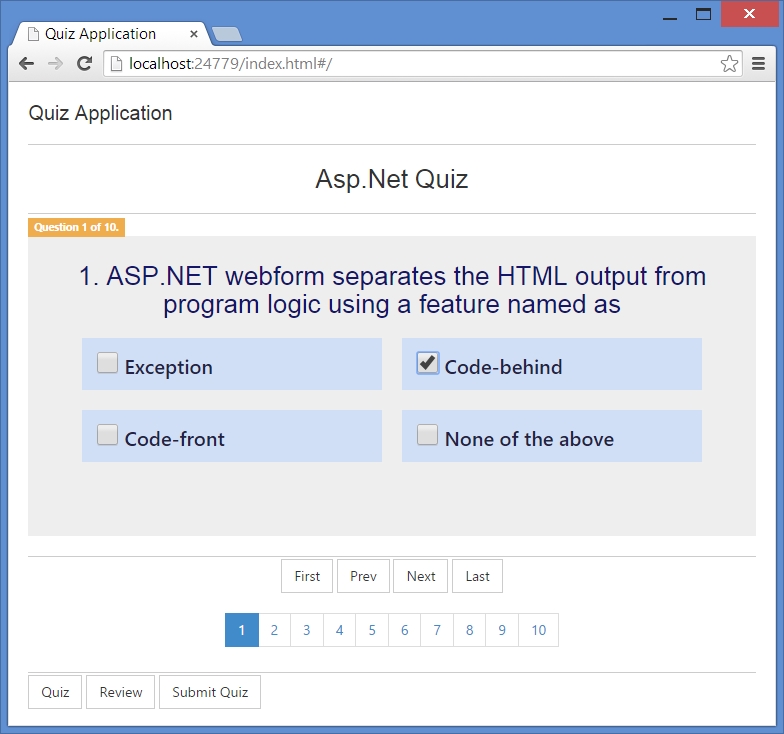 Quiz Application
localhost:24779/index.html#/
Quiz Application
Asp.Net Quiz
Question 1 of 10.
1. ASP.NET webform separates the HTML output from
program logic using a feature named as
Exception Code-behind
Code-front None of the above
First Prev Next Last
1 2 3 4 5 6 7 8 9 10
Quiz Review Submit Quiz